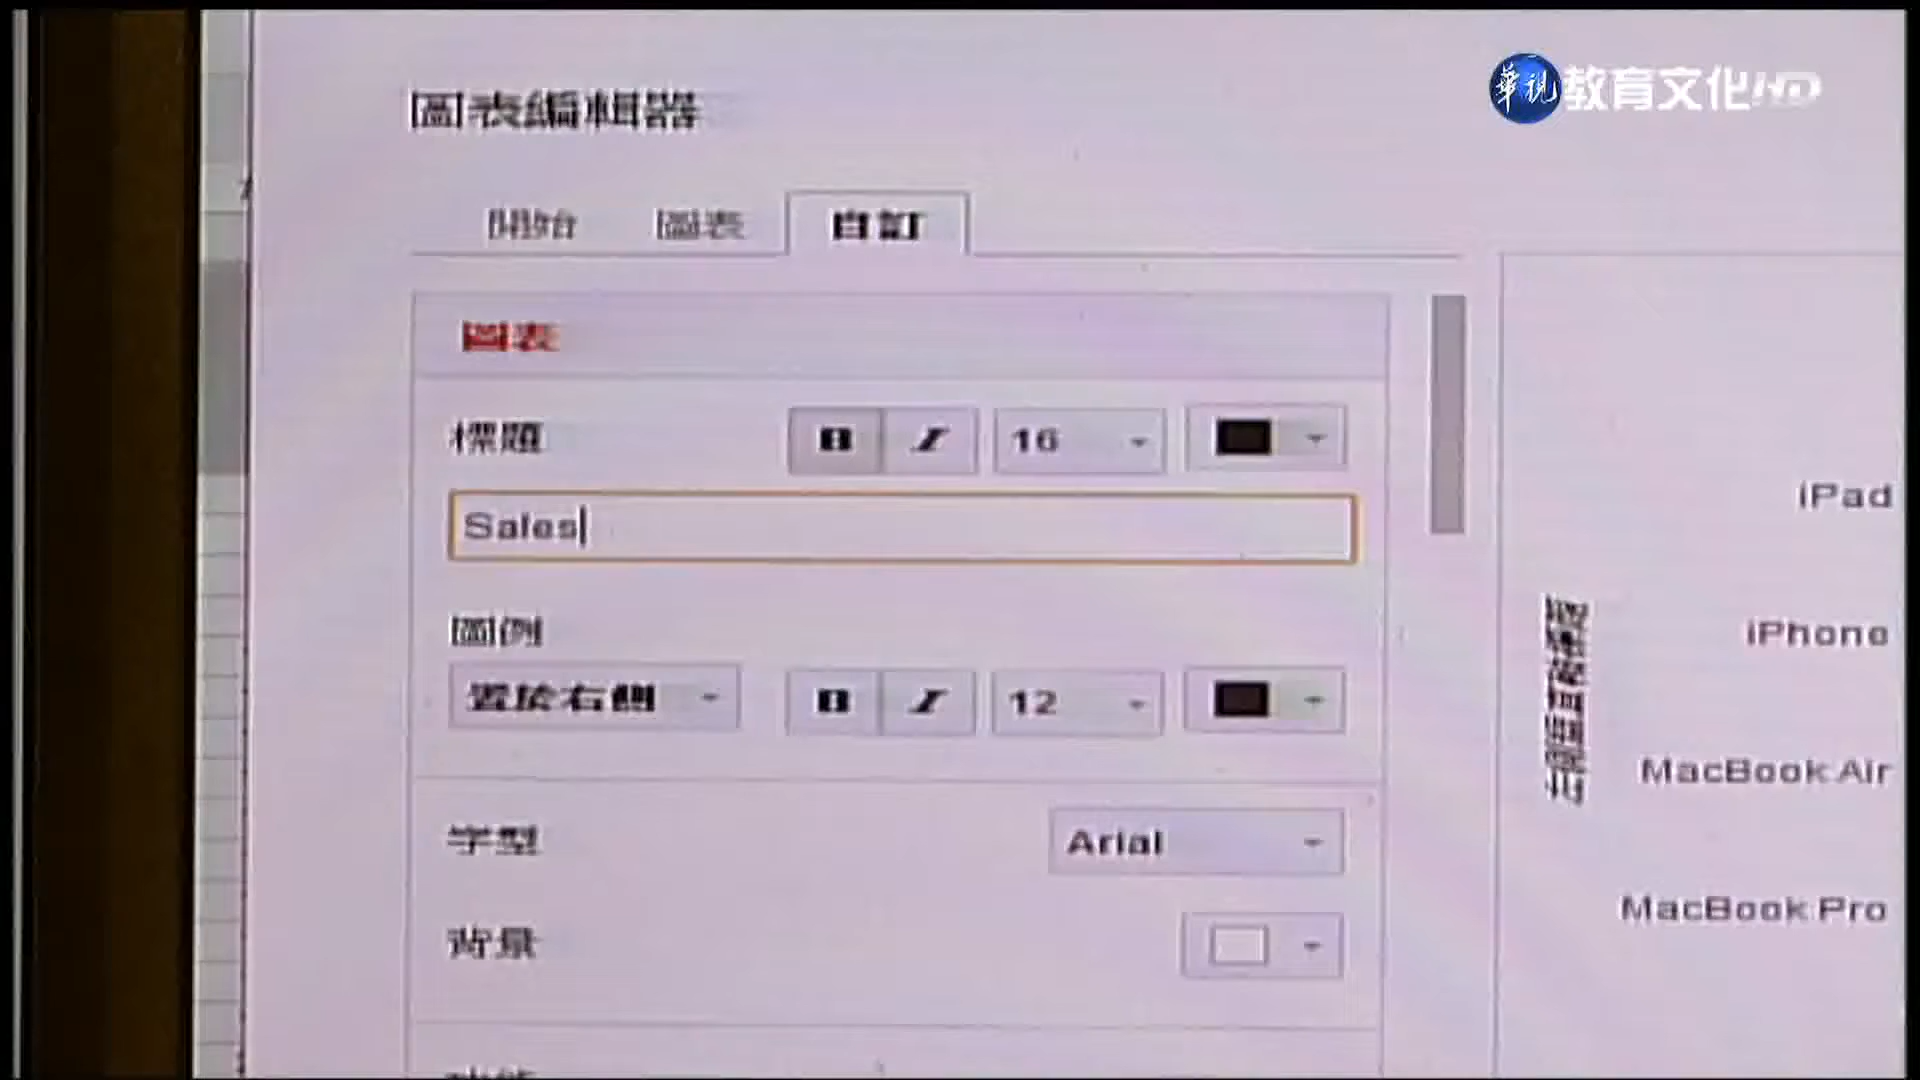 華視 教育文化HD
圖表編輯器
開始 圖表 自訂
圖表
標題 B I 16
Sales
圖例
置於右側 B I 12
字型 Arial
背景
iPad
iPhone
MacBook Air
MacBook Pro